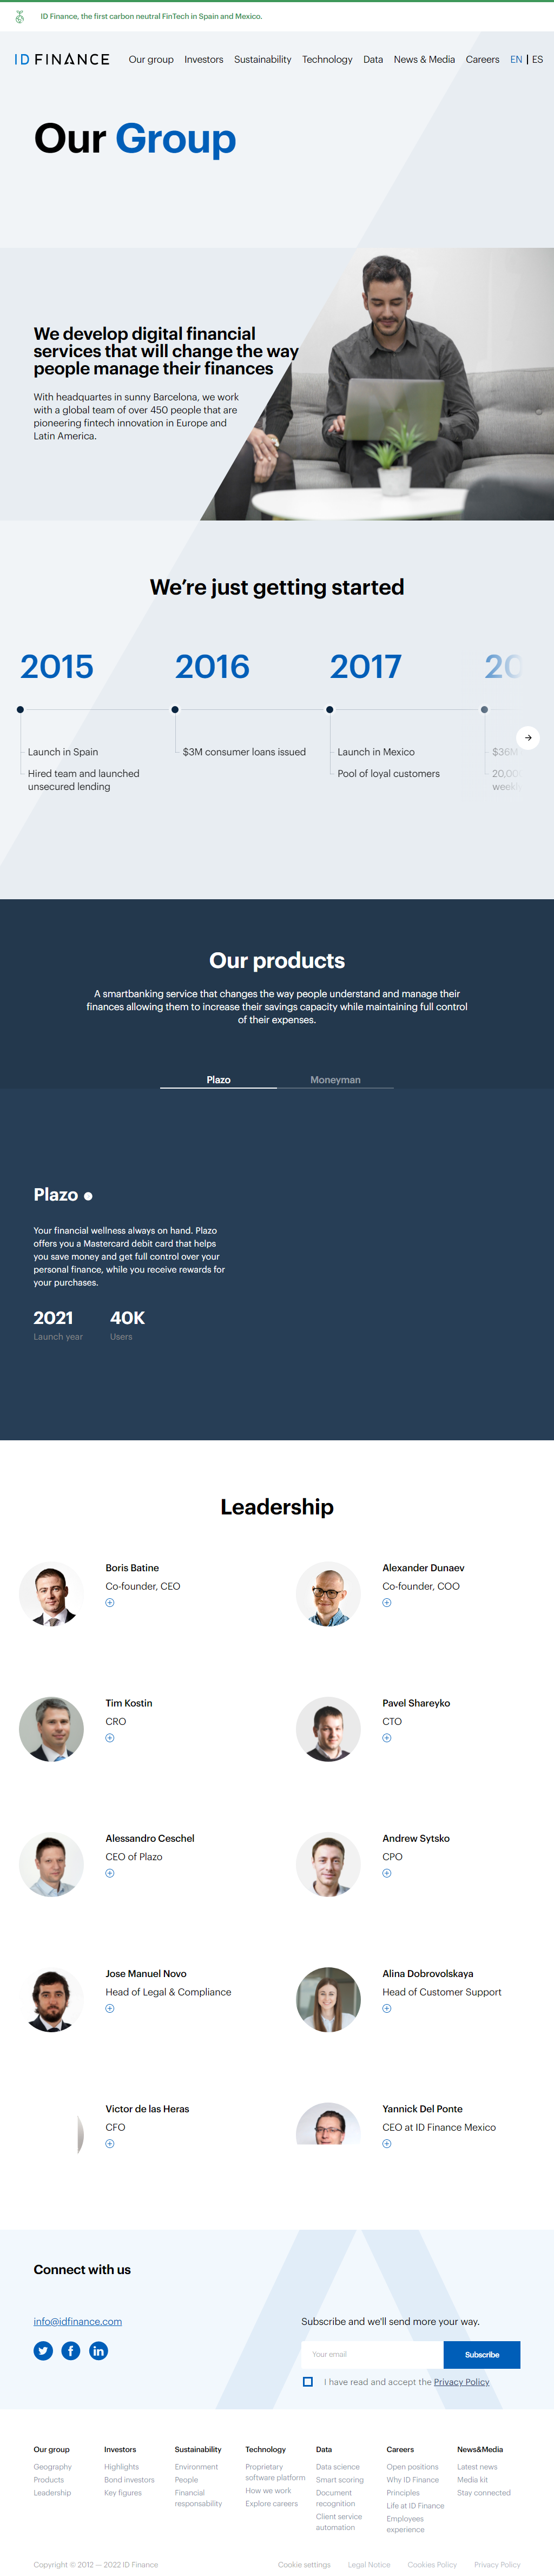 ID Finance, the first carbon neutral FinTech in Spain and Mexico.
ID FINANCE
Our group Investors Sustainability Technology Data News & Media Careers EN | ES
Our Group
We develop digital financial
services that will change the way
people manage their finances
With headquartes in sunny Barcelona, we work
with a global team of over 450 people that are
pioneering fintech innovation in Europe and
Latin America.
We're just getting started
2015 2016 2017 20
Launch in Spain
Hired team and launched
unsecured lending
$3M consumer loans issued
Launch in Mexico
Pool of loyal customers
$36M
20,00
week
Our products
A smartbanking service that changes the way people understand and manage their
finances allowing them to increase their savings capacity while maintaining full control
of their expenses.
Plazo Moneyman
Plazo
Your financial wellness always on hand. Plazo
offers you a Mastercard debit card that helps
you save money and get full control over your
personal finance, while you receive rewards for
your purchases.
2021 40K
Launch year Users
Leadership
Boris Batine
Co-founder, CEO
Alexander Dunaev
Co-founder, COO
Tim Kostin
CRO
Pavel Shareyko
CTO
Alessandro Ceschel
CEO of Plazo
Andrew Sytsko
CPO
Jose Manuel Novo
Head of Legal & Compliance
Alina Dobrovolskaya
Head of Customer Support
Victor de las Heras
CFO
Yannick Del Ponte
CEO at ID Finance Mexico
Connect with us
info@idfinance.com
Subscribe and we'll send more your way.
Your email
Subscribe
I have read and accept the Privacy Policy
Our group
Geography
Products
Leadership
Investors
Highlights
Bond investors
Key figures
Sustainability
Environment
People
Financial
responsability
Technology
Proprietary
software platform
How we work
Explore careers
Data
Data science
Smart scoring
Document
recognition
Client service
automation
Careers
Open positions
Why ID Finance
Principles
Life at ID Finance
Employees
experience
News&Media
Latest news
Media kit
Stay connected
Copyright © 2012 — 2022 ID Finance
Cookie settings Legal Notice Cookies Policy Privacy Policy